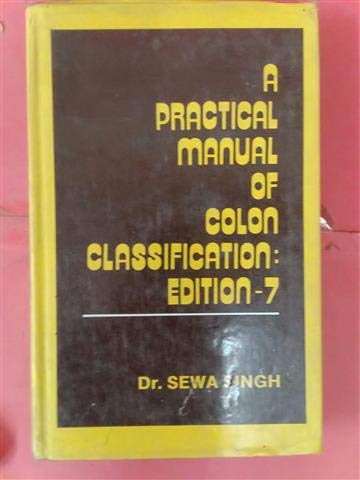 A
PRACTICAL
MANUAL
OF
COLON
CLASSIFICATION:
EDITION-7
Dr. SEWA SINGH